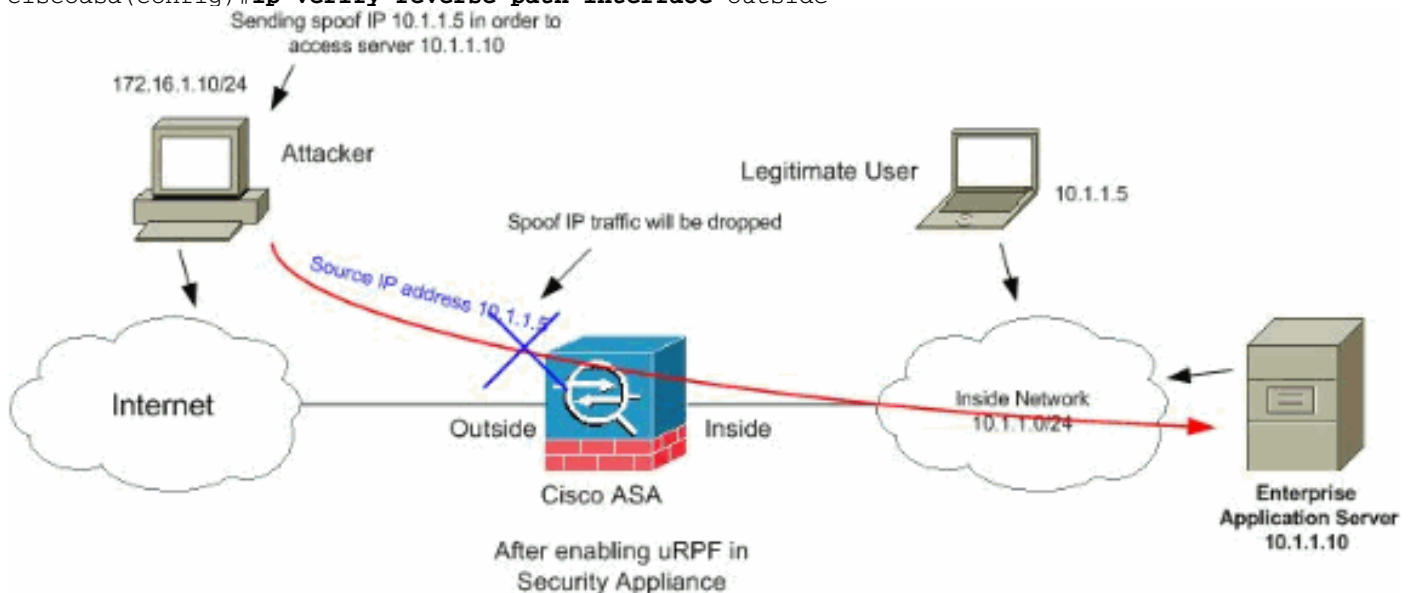 ciscoasa(config)#ip verify reverse-path interface outside
Sending spoof IP 10.1.1.5 in order to
access server 10.1.1.10
172.16.1.10/24
Attacker
Legitimate User
10.1.1.5
Spoof IP traffic will be dropped
Source IP address 10.1.1.5
Internet
Outside
Inside
Inside Network
10.1.1.0/24
Cisco ASA
Enterprise
Application Server
10.1.1.10
After enabling uRPF in
Security Appliance